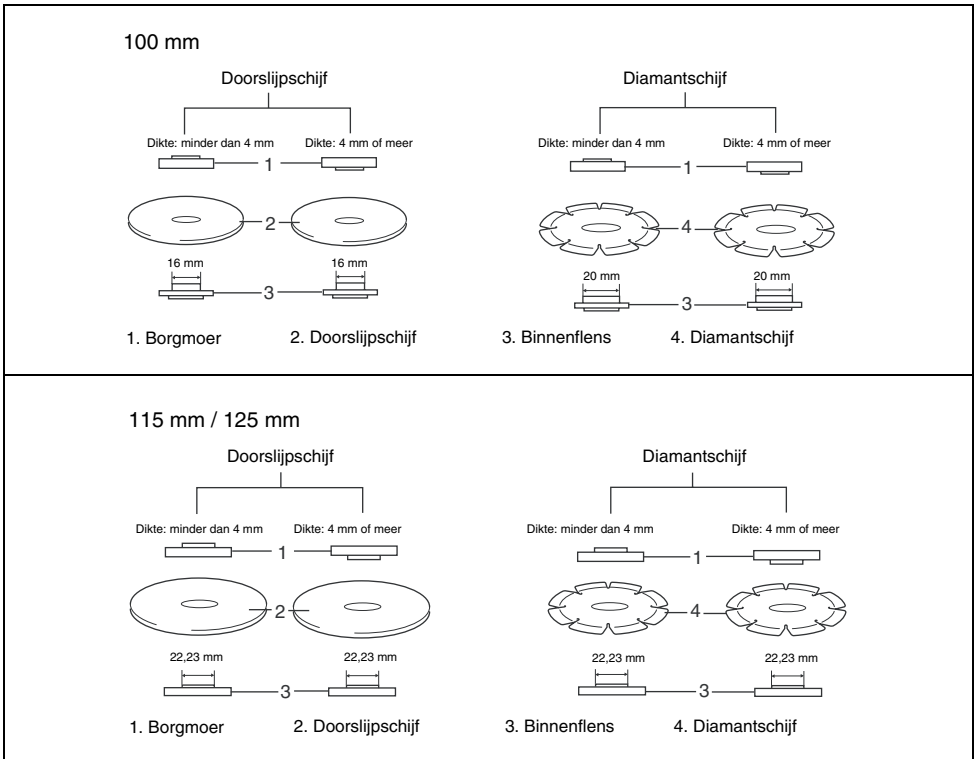 100 mm
Doorslijpschijf Diamantschijf
Dikte: minder dan 4 mm Dikte: 4 mm of meer Dikte: minder dan 4 mm Dikte: 4 mm of meer
1 1
2 4
16 mm 16 mm 20 mm 20 mm
3 3
1. Borgmoer 2. Doorslijpschijf 3. Binnenflens 4. Diamantschijf
115 mm / 125 mm
Doorslijpschijf Diamantschijf
Dikte: minder dan 4 mm Dikte: 4 mm of meer Dikte: minder dan 4 mm Dikte: 4 mm of meer
1 1
2 4
22,23 mm 22,23 mm 22,23 mm 22,23 mm
3 3
1. Borgmoer 2. Doorslijpschijf 3. Binnenflens 4. Diamantschijf